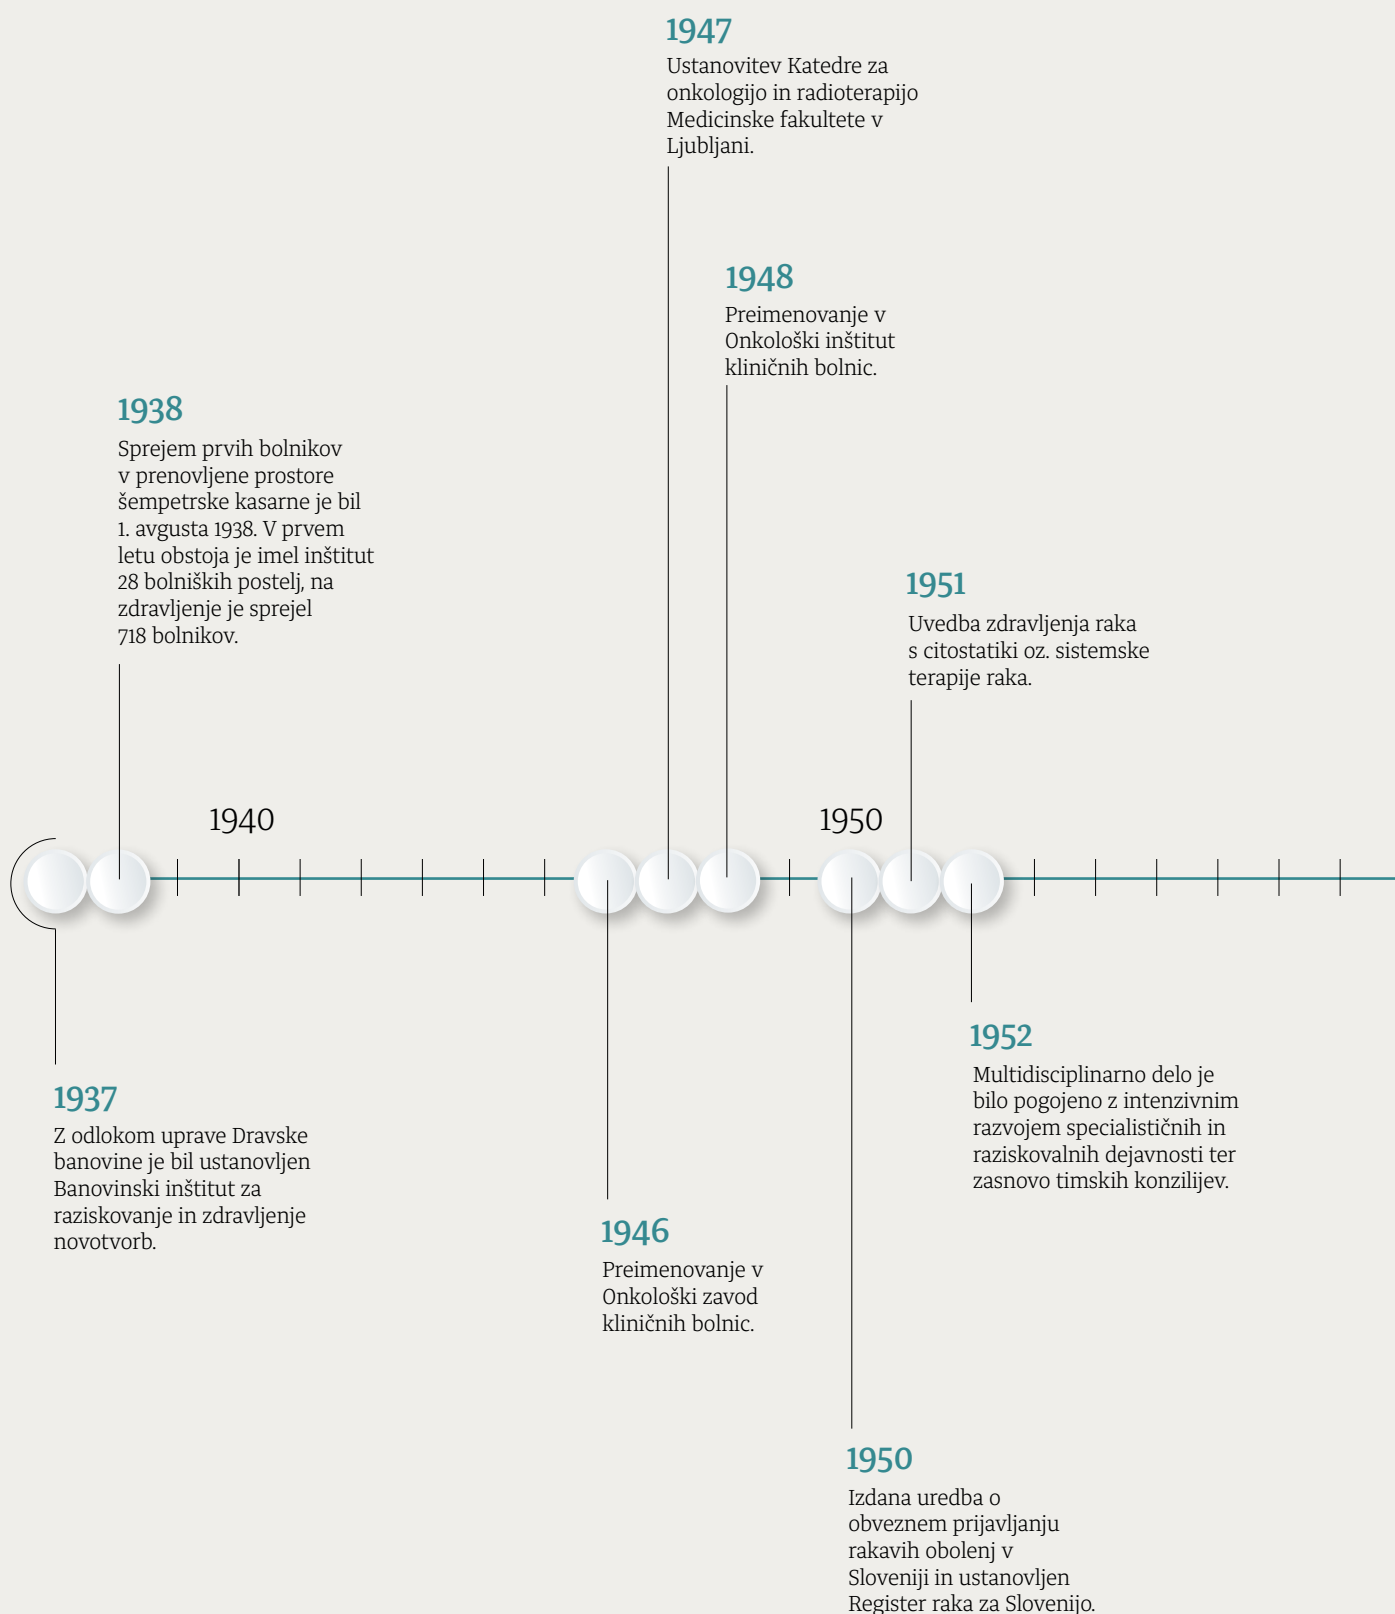 1947
Ustanovitev Katedre za
onkologijo in radioterapijo
Medicinske fakultete v
Ljubljani.
1948
Preimenovanje v
Onkološki inštitut
kliničnih bolnic.
1938
Sprejem prvih bolnikov
v prenovljene prostore
šempetrske kasarne je bil
1. avgusta 1938. V prvem
letu obstoja je imel inštitut
28 bolniških postelj, na
zdravljenje je sprejel
718 bolnikov.
1951
Uvedba zdravljenja raka
s citostatiki oz. sistemske
terapije raka.
1940
1950
1952
Multidisciplinarno delo je
bilo pogojeno z intenzivnim
razvojem specialističnih in
raziskovalnih dejavnosti ter
zasnovo timskih konzilijev.
1937
Z odlokom uprave Dravske
banovine je bil ustanovljen
Banovinski inštitut za
raziskovanje in zdravljenje
novotvorb.
1946
Preimenovanje v
Onkološki zavod
kliničnih bolnic.
1950
Izdana uredba o
obveznem prijavljanju
rakavih obolenj v
Sloveniji in ustanovljen
Register raka za Slovenijo.